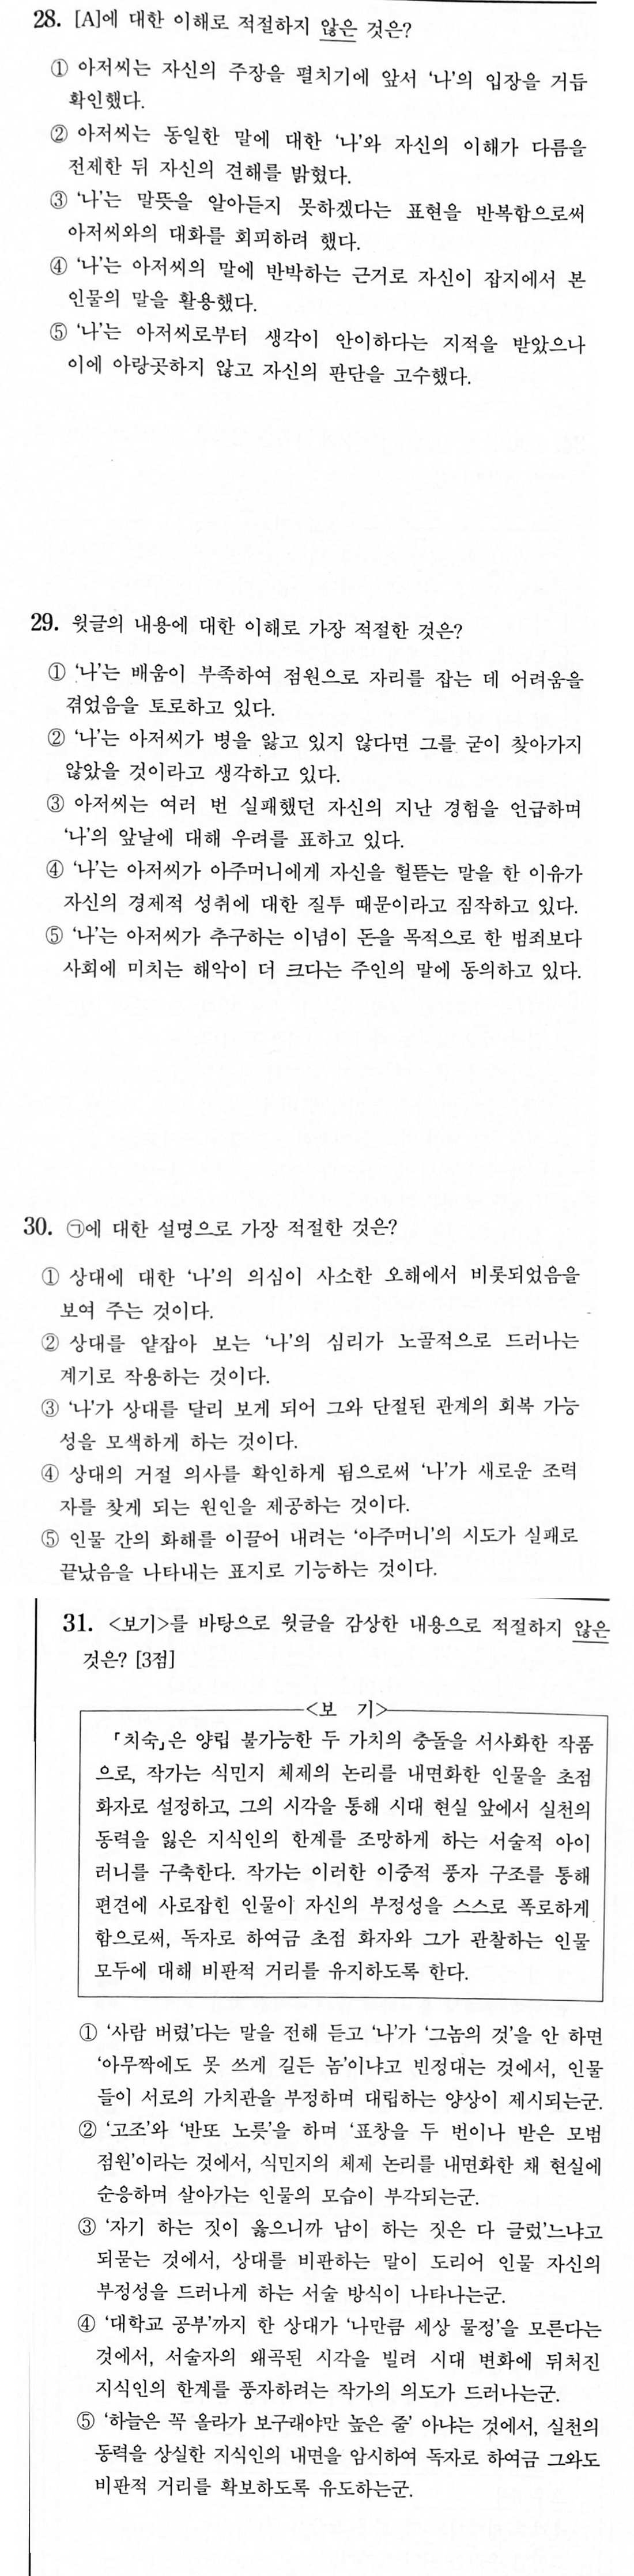 28. [A]에 대한 이해로 적절하지 않은 것은?
① 아저씨는 자신의 주장을 펼치기에 앞서 ‘나’의 입장을 거듭
확인했다.
② 아저씨는 동일한 말에 대한 ‘나’와 자신의 이해가 다름을
전제한 뒤 자신의 견해를 밝혔다.
③ ‘나’는 말뜻을 알아듣지 못하겠다는 표현을 반복함으로써
아저씨와의 대화를 회피하려 했다.
④ ‘나’는 아저씨의 말에 반박하는 근거로 자신이 잡지에서 본
인물의 말을 활용했다.
⑤ ‘나’는 아저씨로부터 생각이 안이하다는 지적을 받았으나
이에 아랑곳하지 않고 자신의 판단을 고수했다.
29. 윗글의 내용에 대한 이해로 가장 적절한 것은?
① ‘나’는 배움이 부족하여 점원으로 자리를 잡는 데 어려움을
겪었음을 토로하고 있다.
② ‘나’는 아저씨가 병을 앓고 있지 않다면 그를 굳이 찾아가지
않았을 것이라고 생각하고 있다.
③ 아저씨는 여러 번 실패했던 자신의 지난 경험을 언급하며
‘나’의 앞날에 대해 우려를 표하고 있다.
④ ‘나’는 아저씨가 아주머니에게 자신을 헐뜯는 말을 한 이유가
자신의 경제적 성취에 대한 질투 때문이라고 짐작하고 있다.
⑤ ‘나’는 아저씨가 추구하는 이념이 돈을 목적으로 한 범죄보다
사회에 미치는 해악이 더 크다는 주인의 말에 동의하고 있다.
30. ㉠에 대한 설명으로 가장 적절한 것은?
① 상대에 대한 ‘나’의 의심이 사소한 오해에서 비롯되었음을
보여 주는 것이다.
② 상대를 얕잡아 보는 ‘나’의 심리가 노골적으로 드러나는
계기로 작용하는 것이다.
③ ‘나’가 상대를 달리 보게 되어 그와 단절된 관계의 회복 가능
성을 모색하게 하는 것이다.
④ 상대의 거절 의사를 확인하게 됨으로써 ‘나’가 새로운 조력
자를 찾게 되는 원인을 제공하는 것이다.
⑤ 인물 간의 화해를 이끌어 내려는 ‘아주머니’의 시도가 실패로
끝났음을 나타내는 표지로 기능하는 것이다.
31. <보기>를 바탕으로 윗글을 감상한 내용으로 적절하지 않은
것은? [3점]
<보 기>
「치숙」은 양립 불가능한 두 가치의 충돌을 서사화한 작품
으로, 작가는 식민지 체제의 논리를 내면화한 인물을 초점
화자로 설정하고, 그의 시각을 통해 시대 현실 앞에서 실천의
동력을 잃은 지식인의 한계를 조망하게 하는 서술적 아이
러니를 구축한다. 작가는 이러한 이중적 풍자 구조를 통해
편견에 사로잡힌 인물이 자신의 부정성을 스스로 폭로하게
함으로써, 독자로 하여금 초점 화자와 그가 관찰하는 인물
모두에 대해 비판적 거리를 유지하도록 한다.
① ‘사람 버렸’다는 말을 전해 듣고 ‘나’가 ‘그놈의 것’을 안 하면
‘아무짝에도 못 쓰게 길든 놈’이냐고 빈정대는 것에서, 인물
들이 서로의 가치관을 부정하며 대립하는 양상이 제시되는군.
② ‘고조’와 ‘반또 노릇’을 하며 ‘표창을 두 번이나 받은 모범
점원’이라는 것에서, 식민지의 체제 논리를 내면화한 채 현실에
순응하며 살아가는 인물의 모습이 부각되는군.
③ ‘자기 하는 짓이 옳으니까 남이 하는 짓은 다 글렀’느냐고
되묻는 것에서, 상대를 비판하는 말이 도리어 인물 자신의
부정성을 드러나게 하는 서술 방식이 나타나는군.
④ ‘대학교 공부’까지 한 상대가 ‘나만큼 세상 물정’을 모른다는
것에서, 서술자의 왜곡된 시각을 빌려 시대 변화에 뒤처진
지식인의 한계를 풍자하려는 작가의 의도가 드러나는군.
⑤ ‘하늘은 꼭 올라가 보구래야만 높은 줄’ 아냐는 것에서, 실천의
동력을 상실한 지식인의 내면을 암시하여 독자로 하여금 그와도
비판적 거리를 확보하도록 유도하는군.